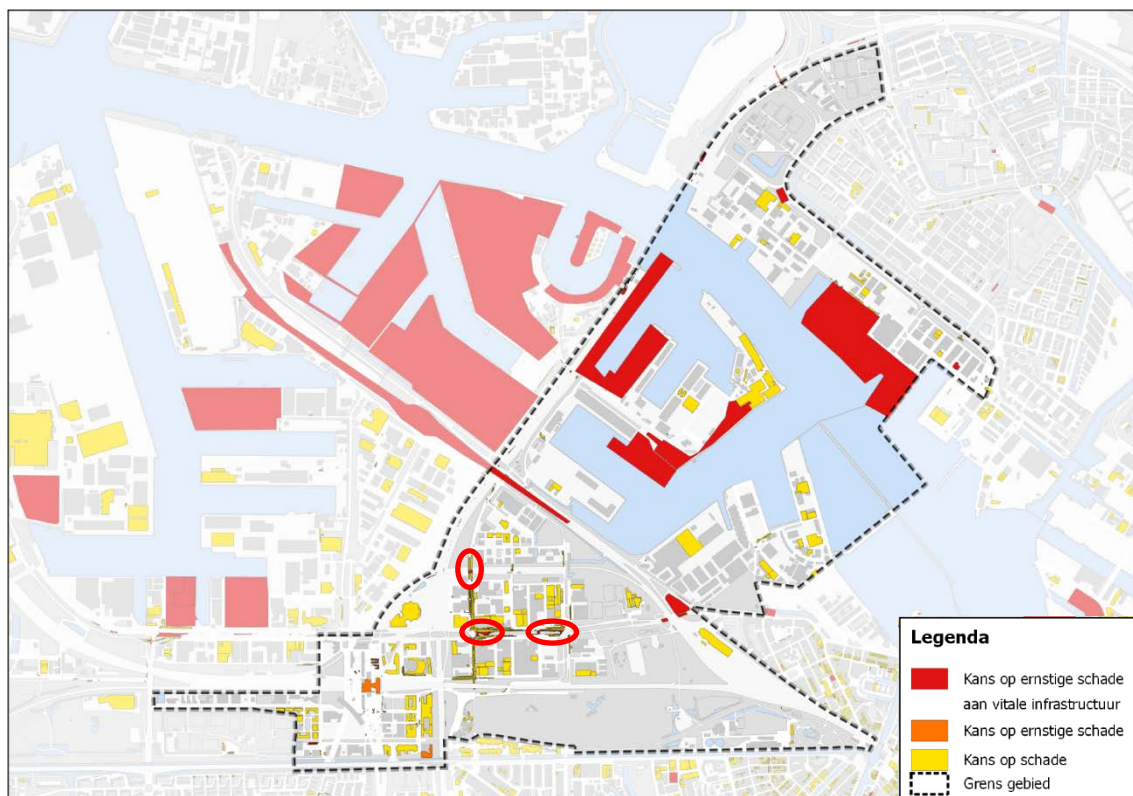 Legenda
Kans op ernstige schade
aan vitale infrastructuur
Kans op ernstige schade
Kans op schade
Grens gebied